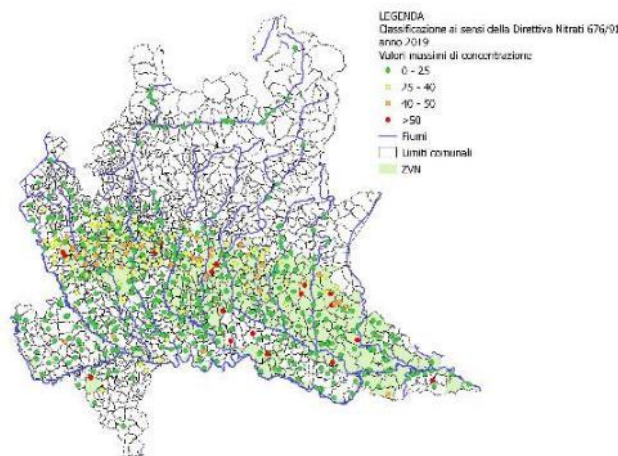 LEGENDA
Classificazione ai sensi della Direttiva Nitrati 676/91
anno 2019
Valori massimi di concentrazione
0 - 25
25 - 40
40 - 50
>50
Fiumi
Limiti comunali
ZVN